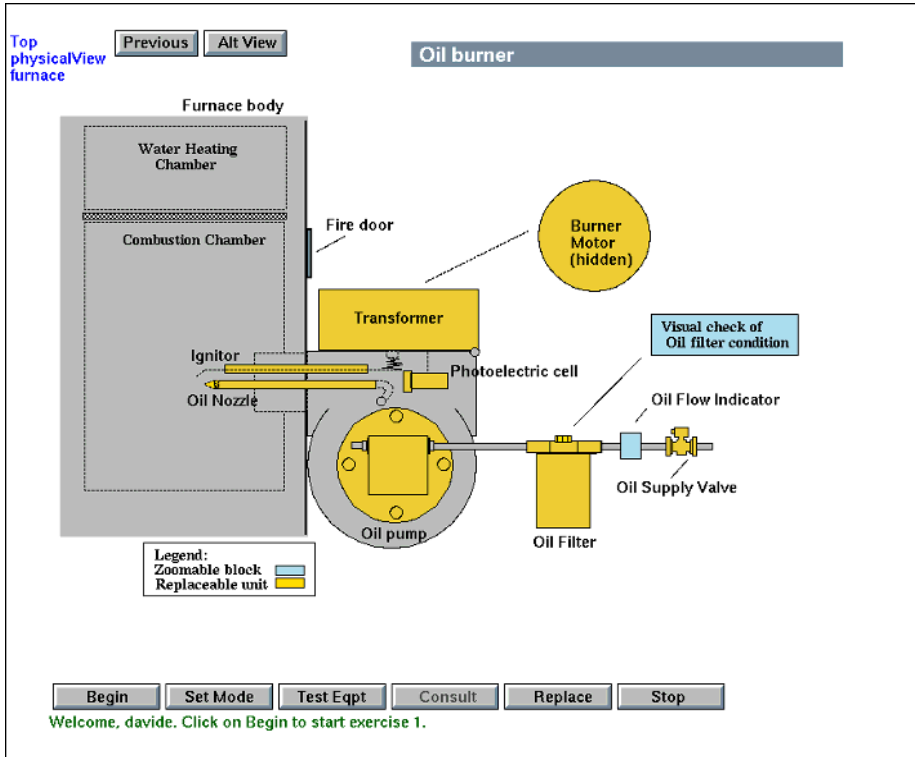 Top
physicalView
furnace
Previous
Alt View
Oil burner
Furnace body
Water Heating
Chamber
Combustion Chamber
Fire door
Burner
Motor
(hidden)
Transformer
Visual check of
Oil filter condition
Ignitor
Photoelectric cell
Oil Nozzle
Oil Flow Indicator
Oil Supply Valve
Oil pump
Oil Filter
Legend:
Zoomable block
Replaceable unit
Begin
Set Mode
Test Eqpt
Consult
Replace
Stop
Welcome, davide. Click on Begin to start exercise 1.